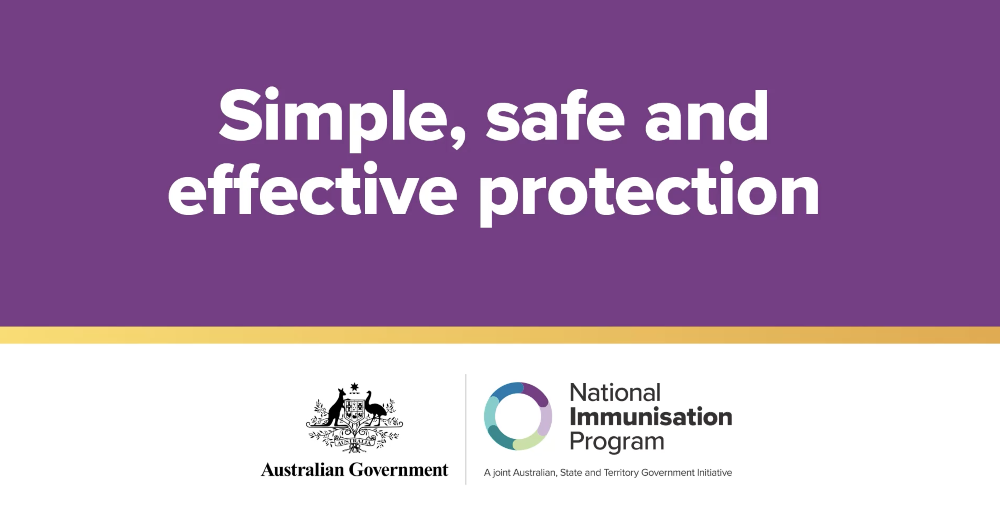 Simple, safe and
effective protection
AUSTRALIA
Australian Government
National
Immunisation
Program
A joint Australian, State and Territory Government Initiative